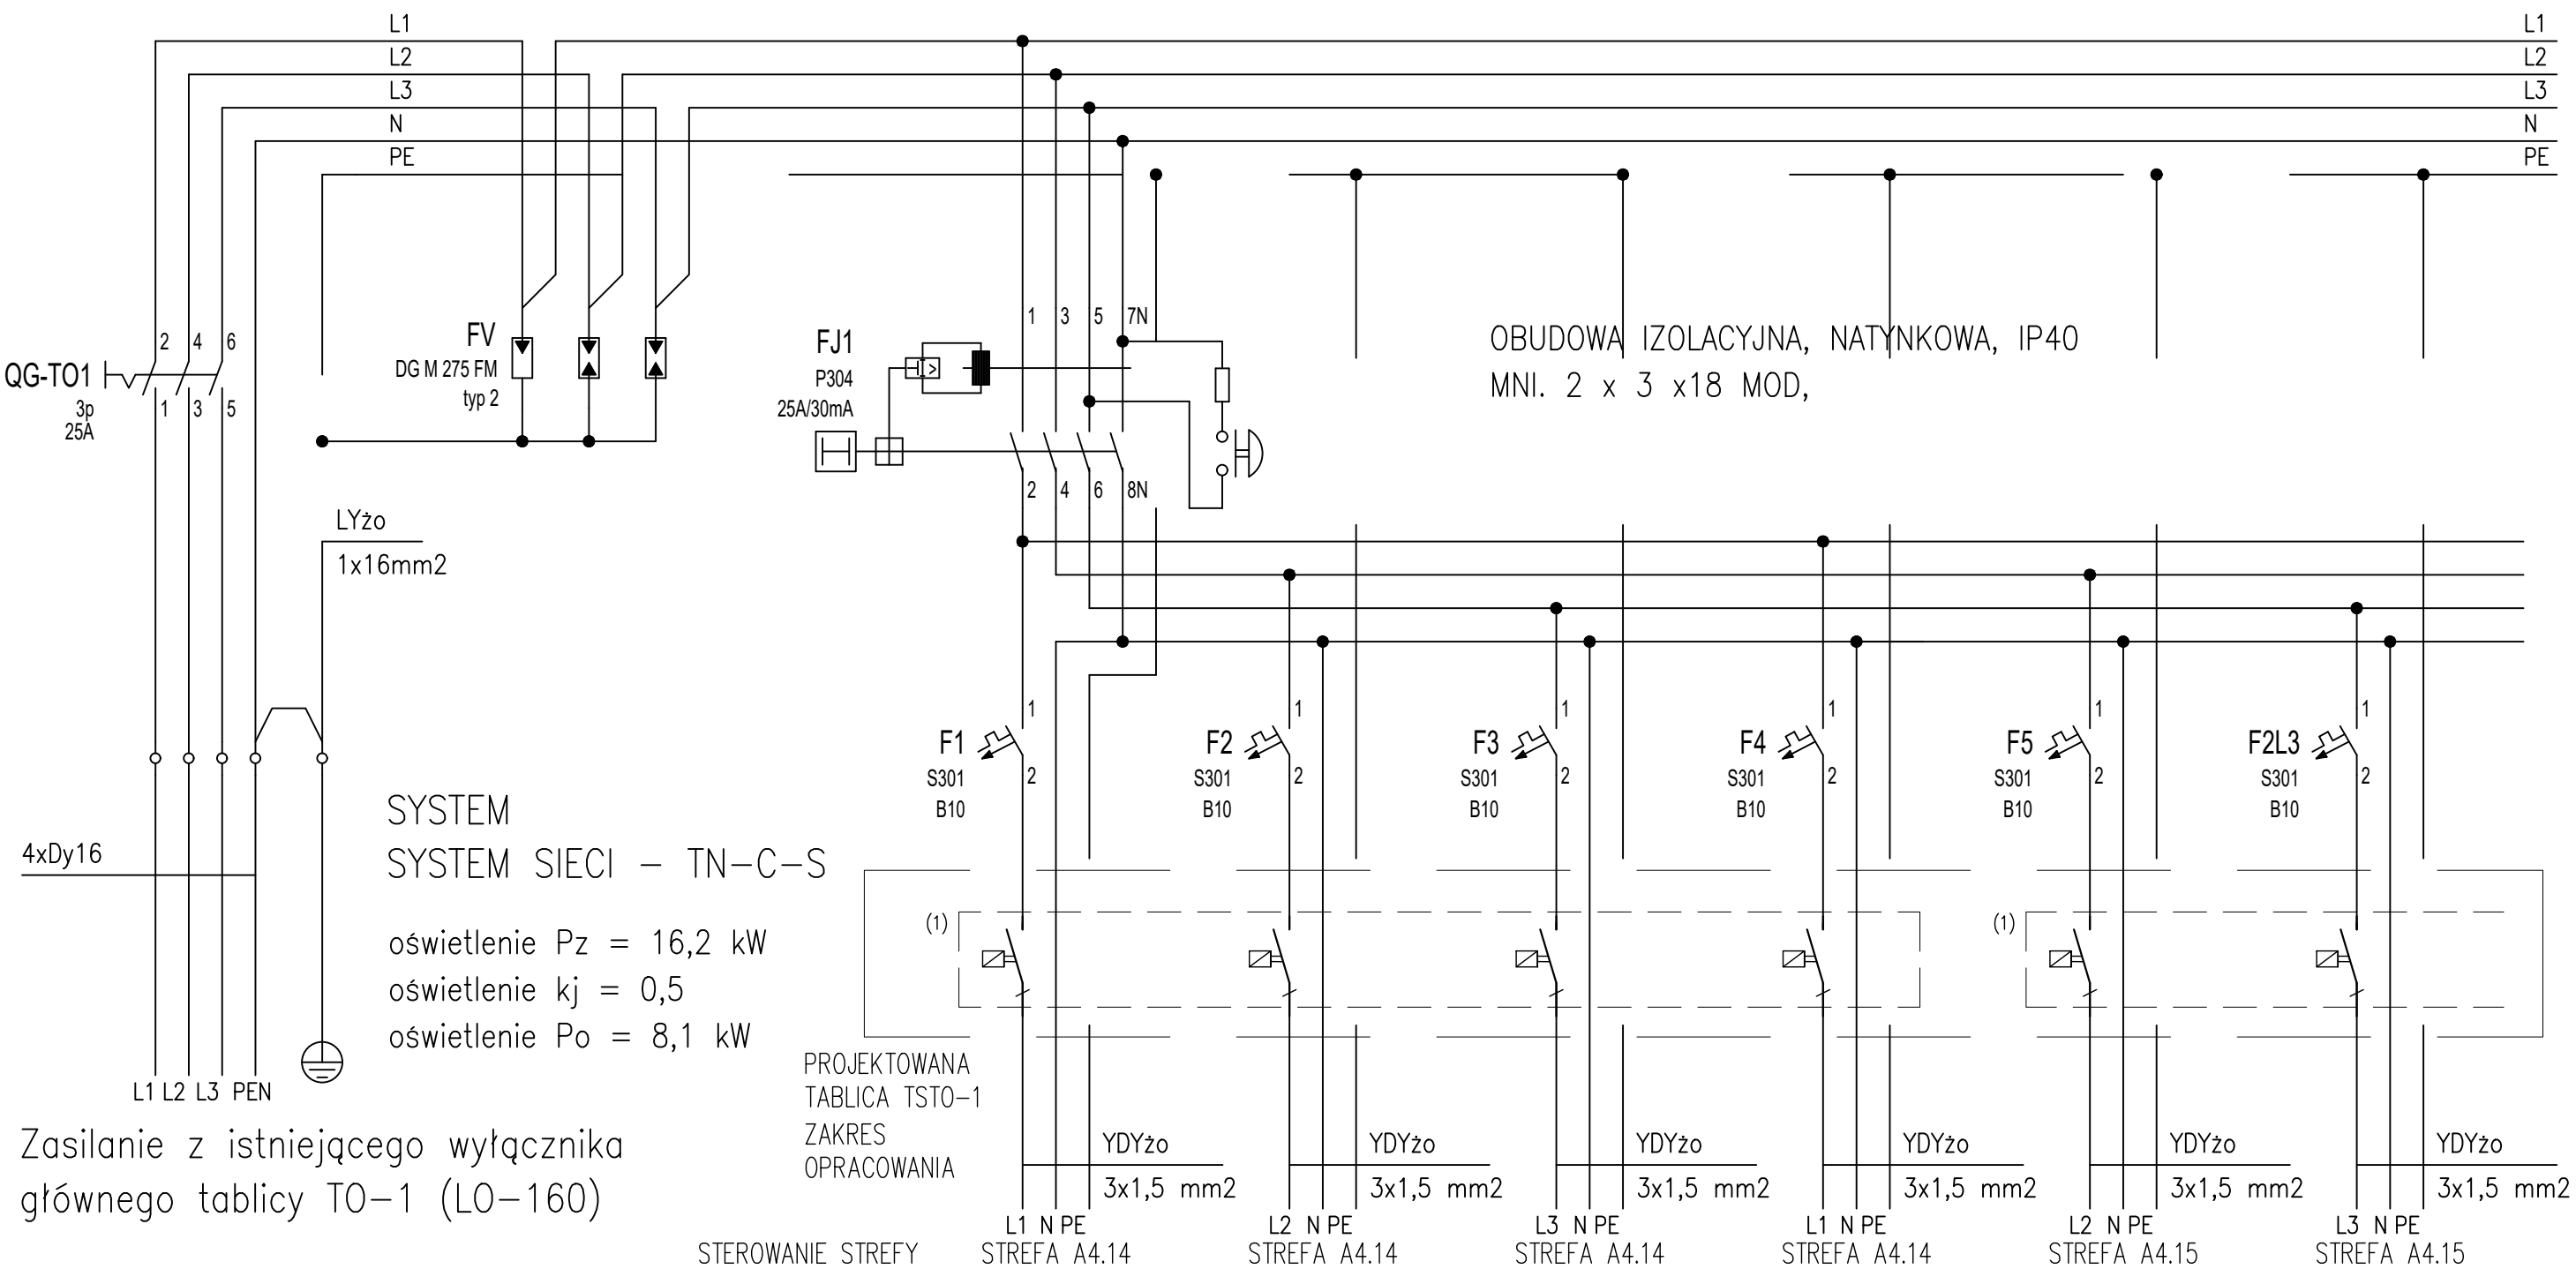 L1
L1
L2
L2
L3
L3
N
N
PE
PE
2 4 6
QG-TO1
3p
25A
1 3 5
FV
DG M 275 FM
typ 2
FJ1
P304
25A/30mA
1 3 5 7N
2 4 6 8N
OBUDOWA IZOLACYJNA, NATYNKOWA, IP40
MNI. 2 x 3 x18 MOD,
LYżo
1x16mm2
4xDy16
SYSTEM
SYSTEM SIECI - TN-C-S
oświetlenie Pz = 16,2 kW
oświetlenie kj = 0,5
oświetlenie Po = 8,1 kW
1
F1
S301
B10
2
1
F2
S301
B10
2
1
F3
S301
B10
2
1
F4
S301
B10
2
1
F5
S301
B10
2
1
F2L3
S301
B10
2
(1)
(1)
L1 L2 L3 PEN
Zasilanie z istniejącego wyłącznika
głównego tablicy TO-1 (LO-160)
PROJEKTOWANA
TABLICA TSTO-1
ZAKRES
OPRACOWANIA
YDYżo
3x1,5 mm2
YDYżo
3x1,5 mm2
YDYżo
3x1,5 mm2
YDYżo
3x1,5 mm2
YDYżo
3x1,5 mm2
YDYżo
3x1,5 mm2
L1 N PE
L2 N PE
L3 N PE
L1 N PE
L2 N PE
L3 N PE
STEROWANIE STREFY
STREFA A4.14
STREFA A4.14
STREFA A4.14
STREFA A4.14
STREFA A4.15
STREFA A4.15